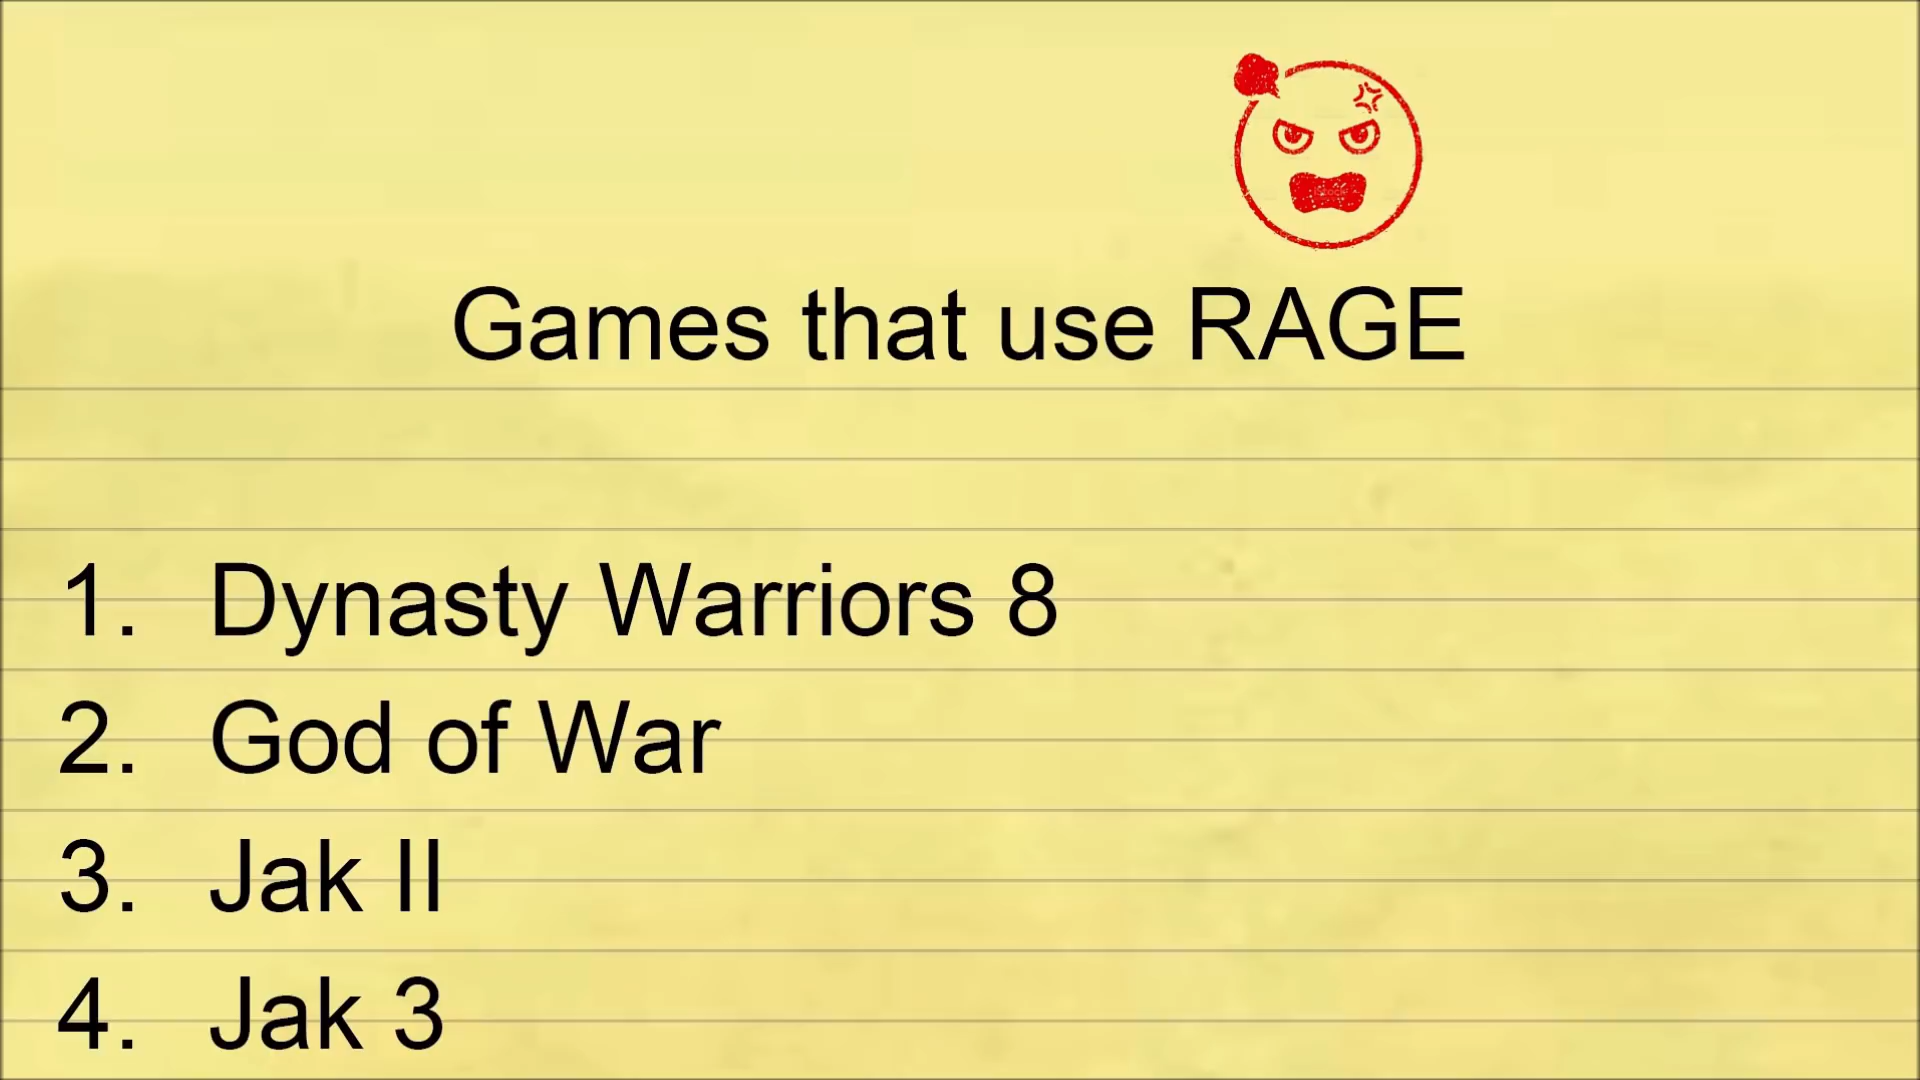 Games that use RAGE
1. Dynasty Warriors 8
2. God of War
3. Jak II
4. Jak 3